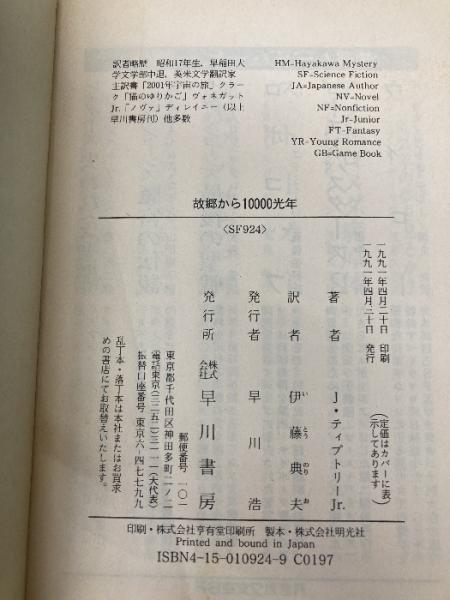 訳者略歴 昭和17年生，早稲田大
学文学部中退，英米文学翻訳家
主訳書「2001年宇宙の旅」クラー
ク「猫のゆりかご」ヴォネガット
Jr.「ノヴァ」ディレイニー（以上
早川書房刊）他多数
HM=Hayakawa Mystery
SF=Science Fiction
JA=Japanese Author
NV=Novel
NF=Nonfiction
Jr=Junior
FT=Fantasy
YR=Young Romance
GB=Game Book
故郷から10000光年
〈SF924〉
一九九一年四月二十日 印刷
一九九一年四月三十日 発行
（定価はカバーに表
示してあります）
著者 J・ティプトリーJr.
訳者 伊藤典夫
い とう のり お
発行者 早川浩
発行所 株式会社 早川書房
郵便番号 一〇一
東京都千代田区神田多町二ノ二
電話東京（三二五二）三一一一（大代表）
振替口座番号 東京六・四七七九九
乱丁本・落丁本は本社またはお買求
めの書店にてお取替えいたします。
印刷・株式会社亨有堂印刷所 製本・株式会社明光社
Printed and bound in Japan
ISBN4-15-010924-9 C0197